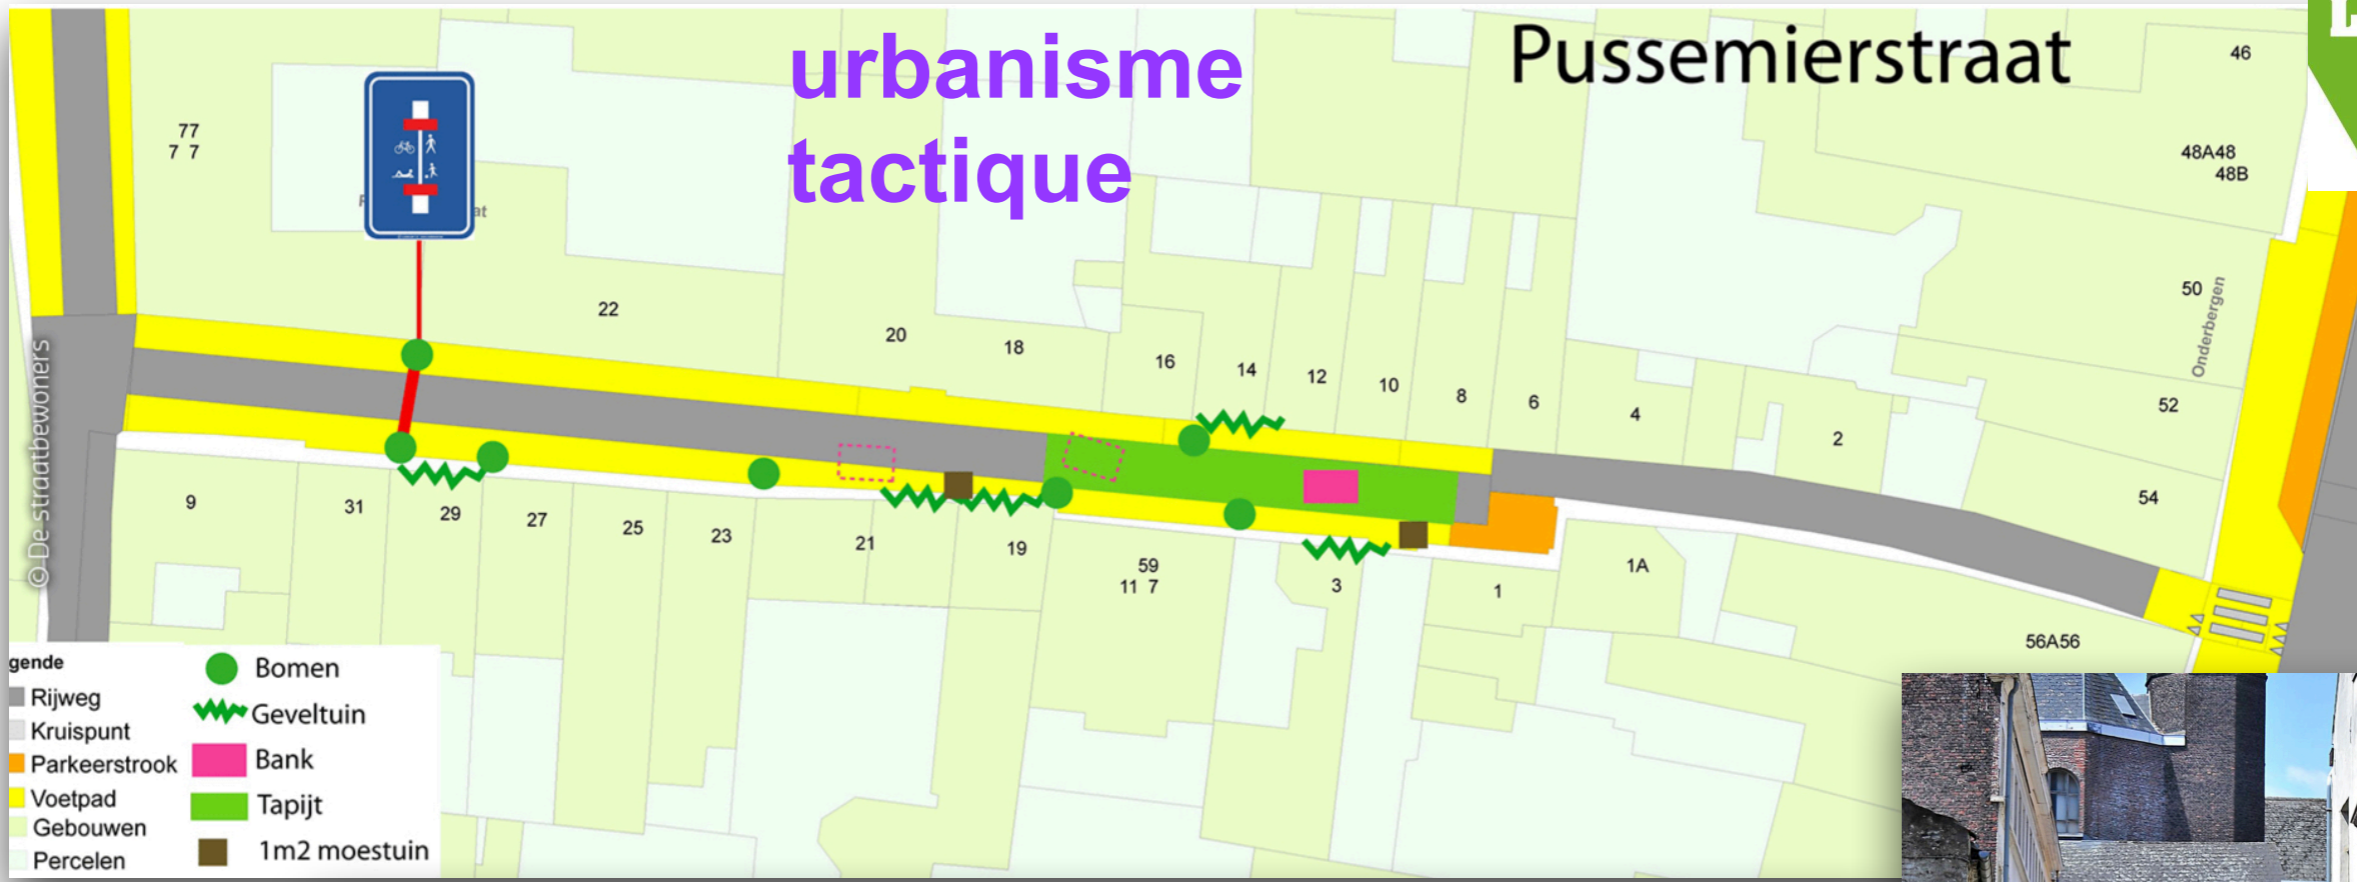 urbanisme
tactique
Pussemierstraat
46
77
7 7
48A48
48B
at
50
Onderbergen
22
20
18
16
14
12
10
8
6
4
2
52
54
© De straatbewoners
9
31
29
27
25
23
21
19
59
11 7
3
1
1A
56A56
gende
Rijweg
Kruispunt
Parkeerstrook
Voetpad
Gebouwen
Percelen
Bomen
Geveltuin
Bank
Tapijt
1m2 moestuin